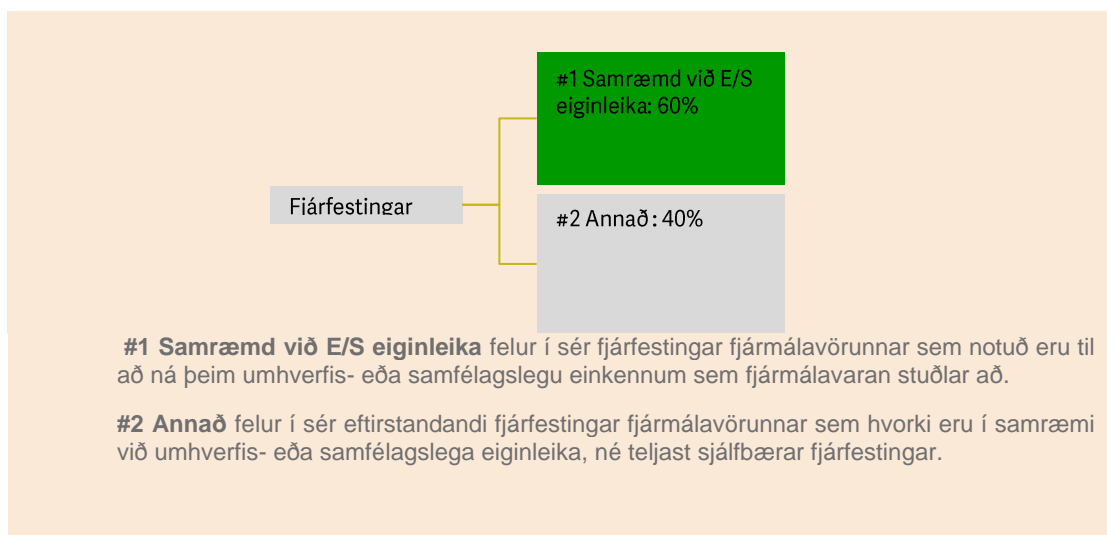 #1 Samræmd við E/S
eiginleika: 60%
Fjárfestingar
#2 Annað: 40%
#1 Samræmd við E/S eiginleika felur í sér fjárfestingar fjármálavörunnar sem notuð eru til
að ná þeim umhverfis- eða samfélagslegu einkennum sem fjármálavaran stuðlar að.
#2 Annað felur í sér eftirstandandi fjárfestingar fjármálavörunnar sem hvorki eru í samræmi
við umhverfis- eða samfélagslega eiginleika, né teljast sjálfbærar fjárfestingar.